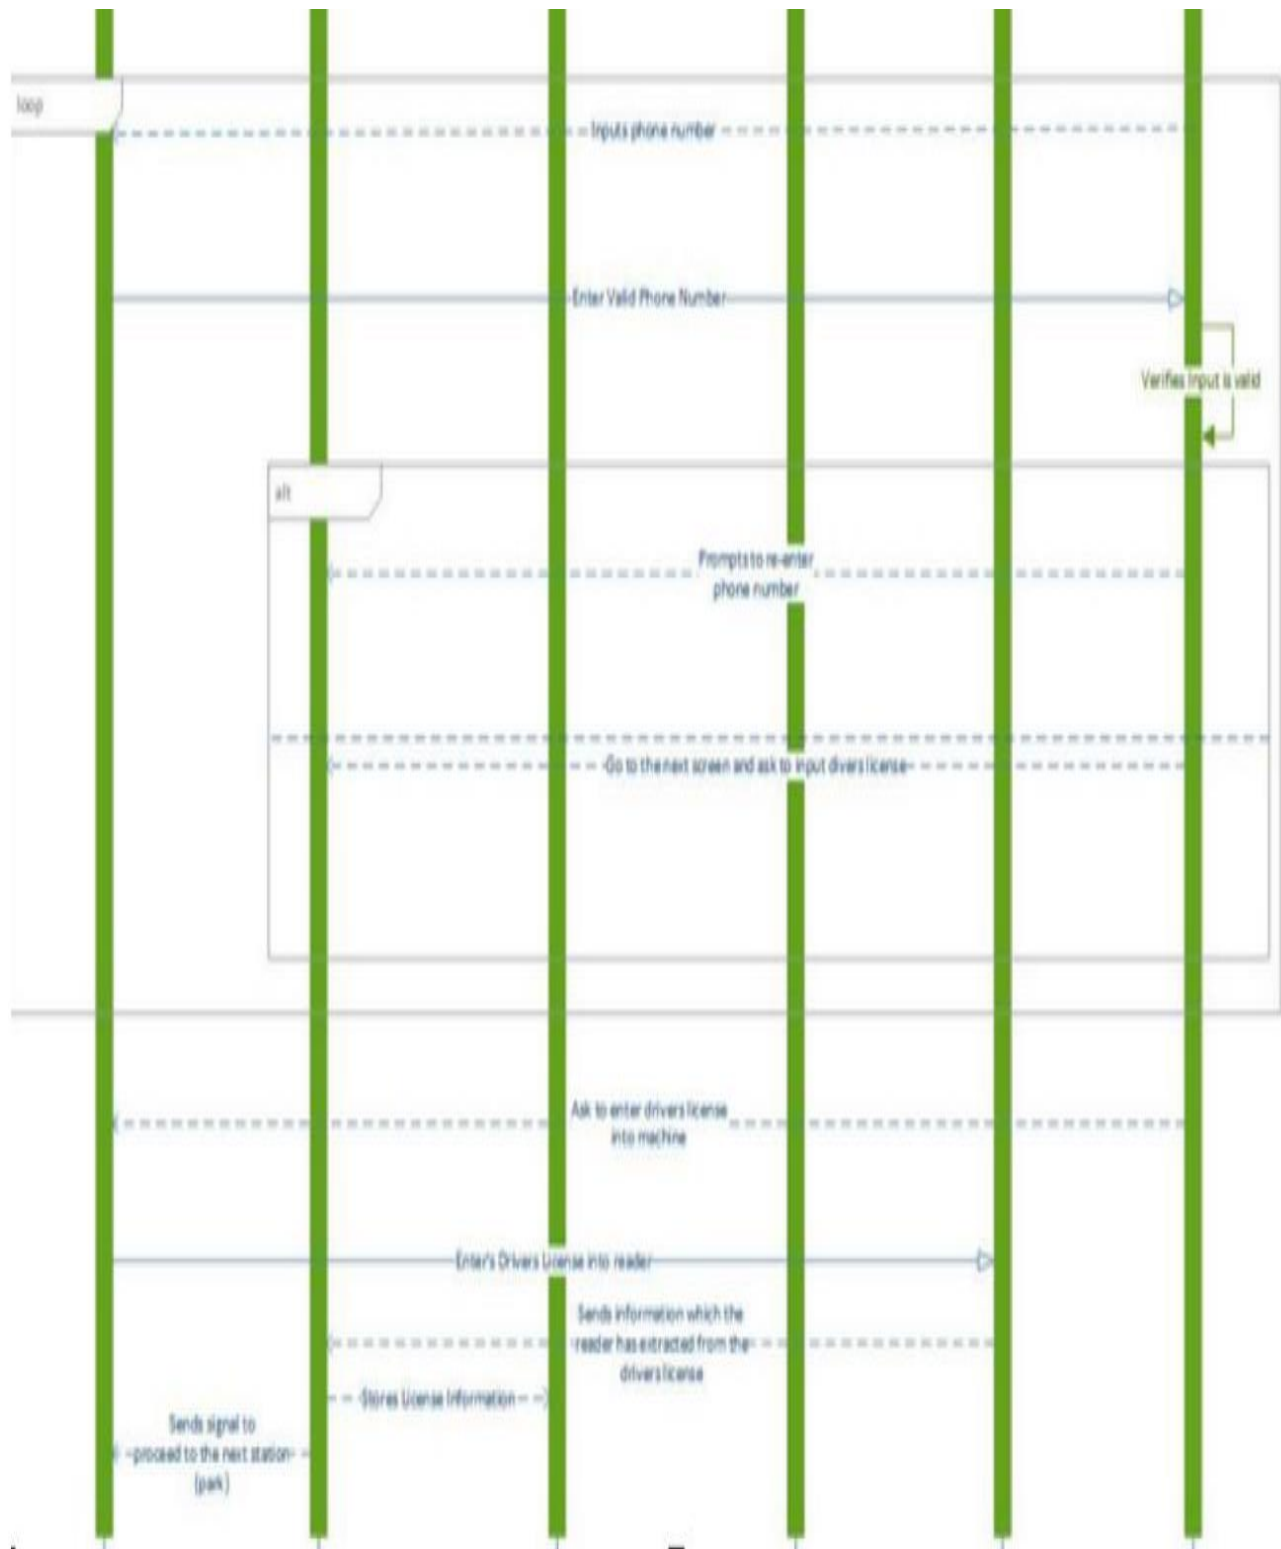 loop
Inputs phone number
Enter Valid Phone Number
Verifies input is valid
alt
Prompts to re-enter
phone number
Go to the next screen and ask to input divers license
Ask to enter drivers license
into machine
Enter's Drivers License into reader
Sends information which the
reader has extracted from the
drivers license
Stores License Information
Sends signal to
proceed to the next station
(park)